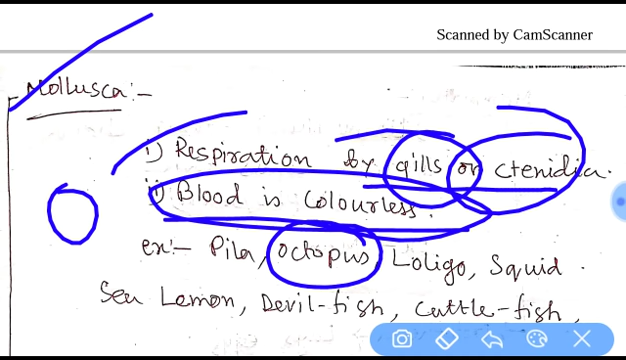 Scanned by CamScanner
Mollusca:-
i) Respiration by gills or ctenidia.
ii) Blood is Colourless.
ex:- Pila, Octopus, Loligo, Squid.
Sea Lemon, Devil-fish, Cuttle-fish,